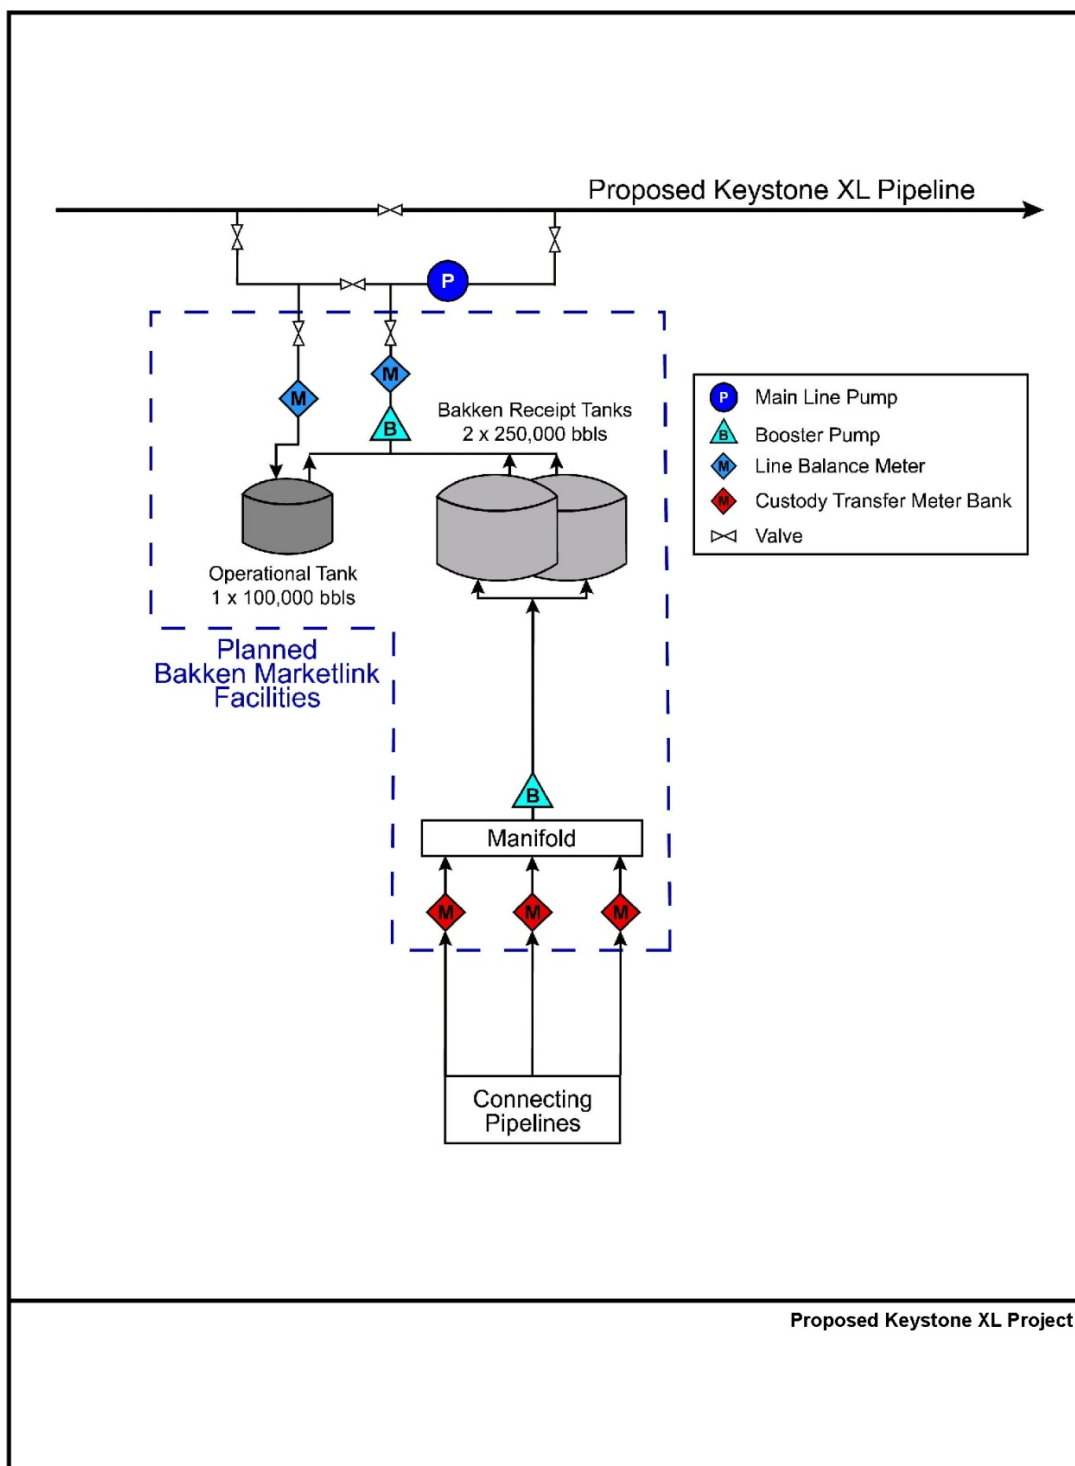 Proposed Keystone XL Pipeline
P
M
M
B
Bakken Receipt Tanks
2 x 250,000 bbls
Operational Tank
1 x 100,000 bbls
Planned
Bakken Marketlink
Facilities
P Main Line Pump
B Booster Pump
M Line Balance Meter
M Custody Transfer Meter Bank
Valve
B
Manifold
M M M
Connecting
Pipelines
Proposed Keystone XL Project